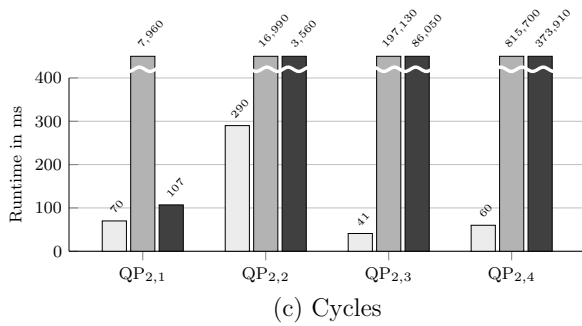 7,960
16,990
3,560
197,130
86,050
815,700
373,910
Runtime in ms
400
300
200
100
0
70
107
290
41
60
QP2,1
QP2,2
QP2,3
QP2,4
(c) Cycles